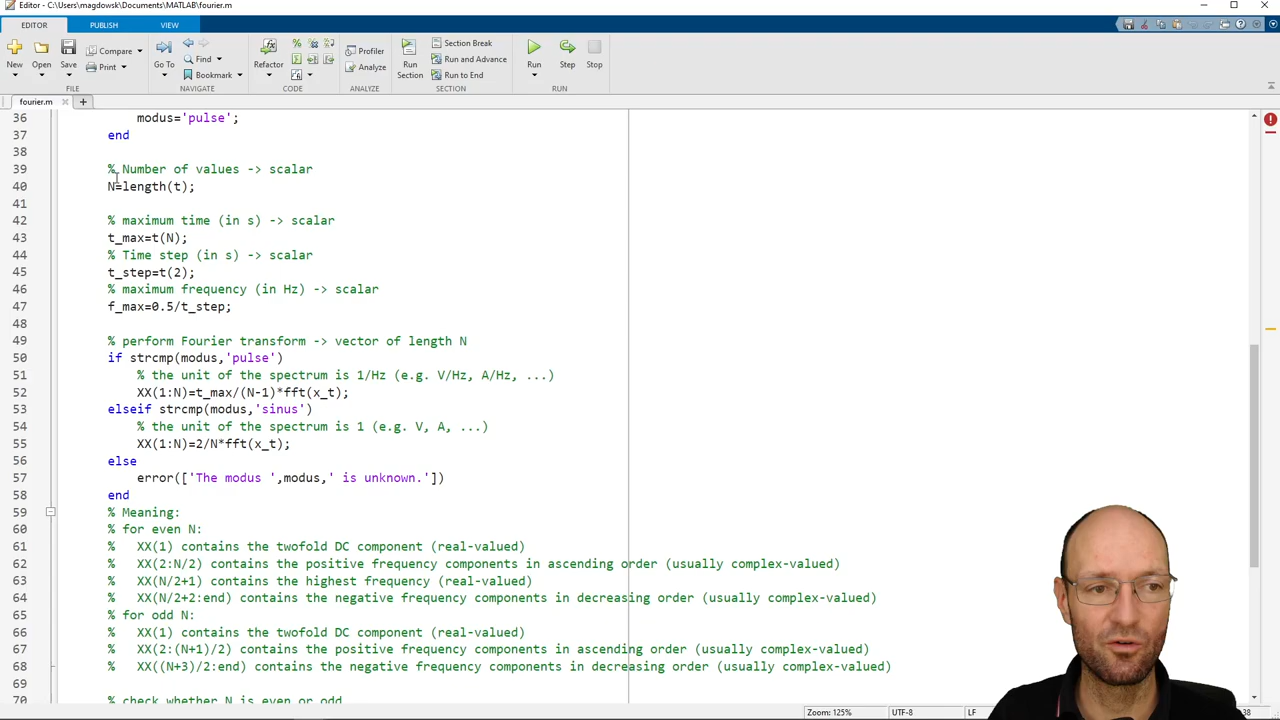 Editor - C:\Users\magdowsk\Documents\MATLAB\fourier.m
EDITOR PUBLISH VIEW
New Open Save Compare Print Go To Find Bookmark Refactor Profiler Analyze Run Section Section Break Run and Advance Run to End Run Step Stop
FILE NAVIGATE CODE ANALYZE SECTION RUN
fourier.m
36 modus='pulse';
37 end
38
39 % Number of values -> scalar
40 N=length(t);
41
42 % maximum time (in s) -> scalar
43 t_max=t(N);
44 % Time step (in s) -> scalar
45 t_step=t(2);
46 % maximum frequency (in Hz) -> scalar
47 f_max=0.5/t_step;
48
49 % perform Fourier transform -> vector of length N
50 if strcmp(modus,'pulse')
51 % the unit of the spectrum is 1/Hz (e.g. V/Hz, A/Hz, ...)
52 XX(1:N)=t_max/(N-1)*fft(x_t);
53 elseif strcmp(modus,'sinus')
54 % the unit of the spectrum is 1 (e.g. V, A, ...)
55 XX(1:N)=2/N*fft(x_t);
56 else
57 error(['The modus ',modus,' is unknown.'])
58 end
59 % Meaning:
60 % for even N:
61 % XX(1) contains the twofold DC component (real-valued)
62 % XX(2:N/2) contains the positive frequency components in ascending order (usually complex-valued)
63 % XX(N/2+1) contains the highest frequency (real-valued)
64 % XX(N/2+2:end) contains the negative frequency components in decreasing order (usually complex-valued)
65 % for odd N:
66 % XX(1) contains the twofold DC component (real-valued)
67 % XX(2:(N+1)/2) contains the positive frequency components in ascending order (usually complex-valued)
68 % XX((N+3)/2:end) contains the negative frequency components in decreasing order (usually complex-valued)
69
70 % check whether N is even or odd
Zoom: 125% UTF-8 LF 38